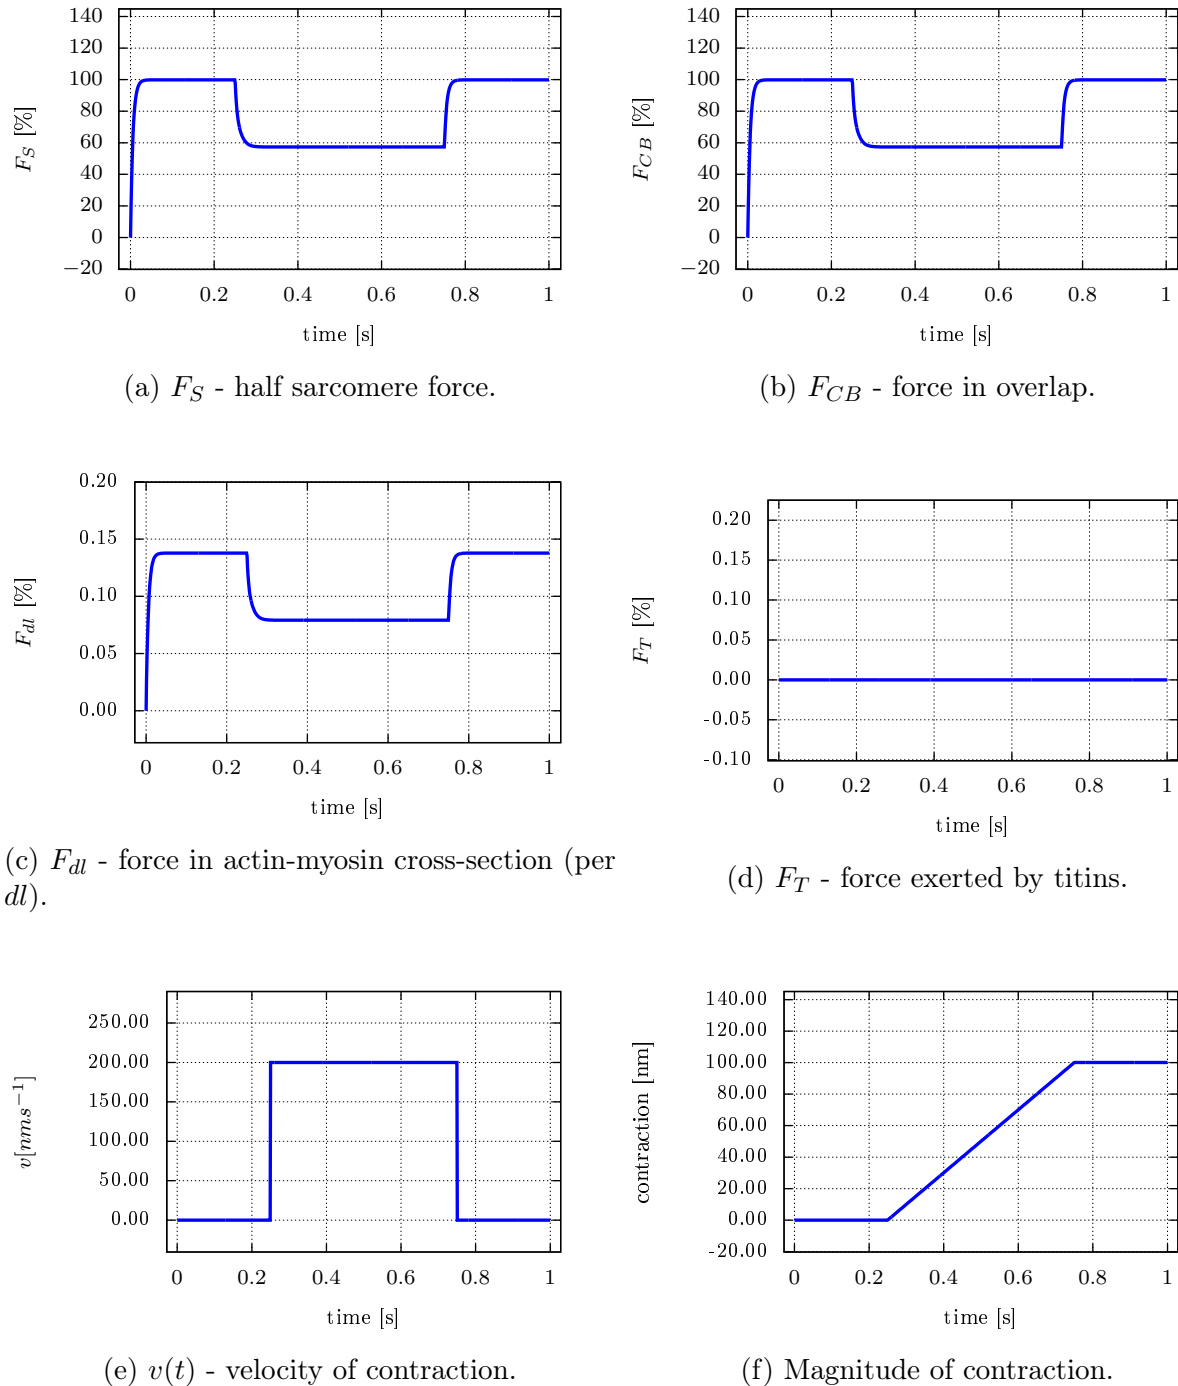 140
120
100
80
60
40
20
0
−20
F_S [%]
0 0.2 0.4 0.6 0.8 1
time [s]
(a) F_S - half sarcomere force.
140
120
100
80
60
40
20
0
−20
F_CB [%]
0 0.2 0.4 0.6 0.8 1
time [s]
(b) F_CB - force in overlap.
0.20
0.15
0.10
0.05
0.00
F_dl [%]
0 0.2 0.4 0.6 0.8 1
time [s]
(c) F_dl - force in actin-myosin cross-section (per
dl).
0.20
0.15
0.10
0.05
0.00
-0.05
-0.10
F_T [%]
0 0.2 0.4 0.6 0.8 1
time [s]
(d) F_T - force exerted by titins.
250.00
200.00
150.00
100.00
50.00
0.00
v[nms⁻¹]
0 0.2 0.4 0.6 0.8 1
time [s]
(e) v(t) - velocity of contraction.
140.00
120.00
100.00
80.00
60.00
40.00
20.00
0.00
-20.00
contraction [nm]
0 0.2 0.4 0.6 0.8 1
time [s]
(f) Magnitude of contraction.